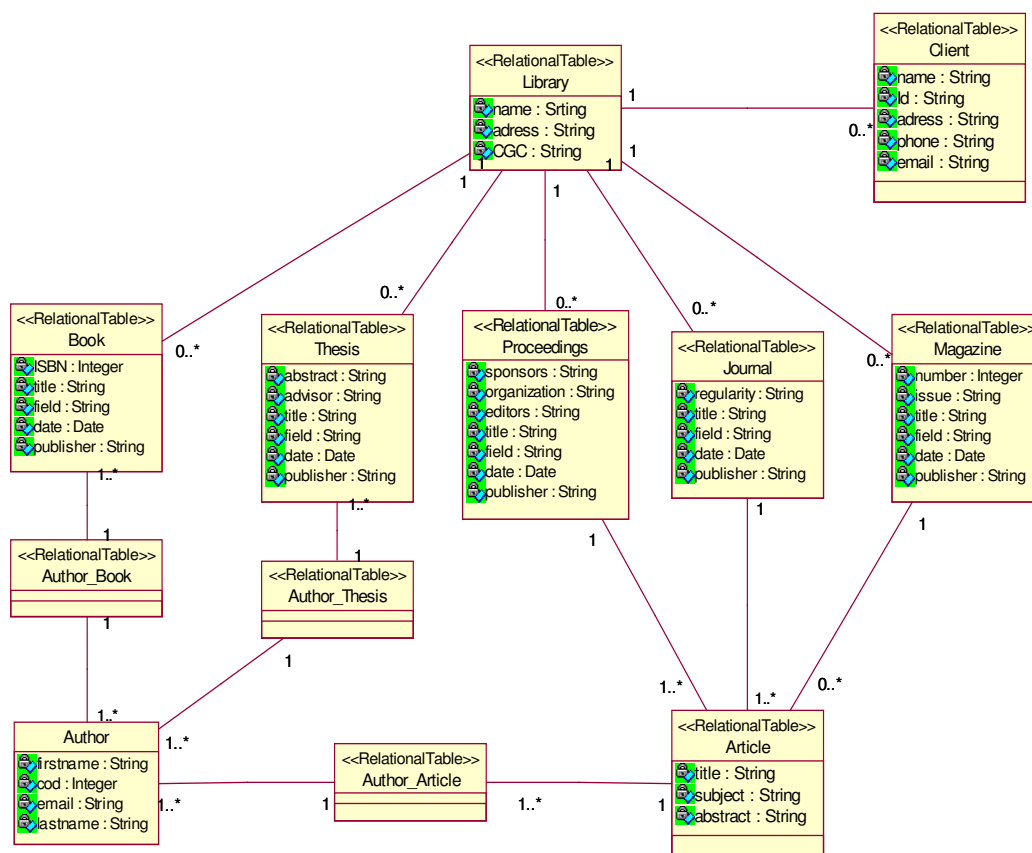 <<RelationalTable>>
Client
name : String
Id : String
adress : String
phone : String
email : String
<<RelationalTable>>
Library
name : Srting
adress : String
CGC : String
1
0..*
1
1
1
1
1
0..*
0..*
0..*
0..*
0..*
<<RelationalTable>>
Book
ISBN : Integer
title : String
field : String
date : Date
publisher : String
<<RelationalTable>>
Thesis
abstract : String
advisor : String
title : String
field : String
date : Date
publisher : String
<<RelationalTable>>
Proceedings
sponsors : String
organization : String
editors : String
title : String
field : String
date : Date
publisher : String
<<RelationalTable>>
Journal
regularity : String
title : String
field : String
date : Date
publisher : String
<<RelationalTable>>
Magazine
number : Integer
issue : String
title : String
field : String
date : Date
publisher : String
1..*
1
1..*
1
1
1
1
<<RelationalTable>>
Author_Book
<<RelationalTable>>
Author_Thesis
1
1
1..*
1..*
1..*
1..*
0..*
Author
firstname : String
cod : Integer
email : String
lastname : String
<<RelationalTable>>
Author_Article
<<RelationalTable>>
Article
title : String
subject : String
abstract : String
1..*
1
1..*
1